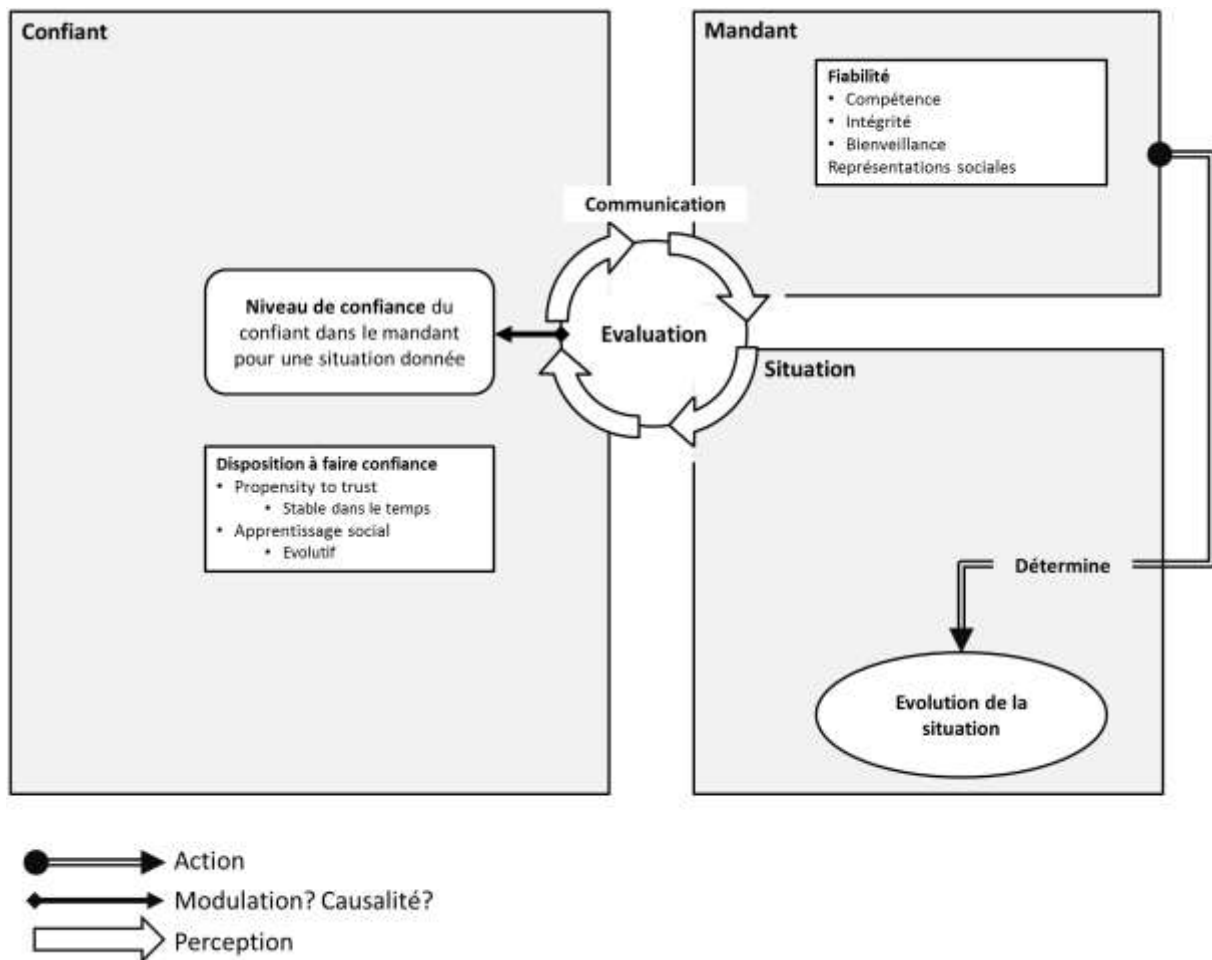 Confiant
Mandant
Fiabilité
• Compétence
• Intégrité
• Bienveillance
Représentations sociales
Communication
Niveau de confiance du
confiant dans le mandant
pour une situation donnée
Evaluation
Situation
Disposition à faire confiance
• Propensity to trust
• Stable dans le temps
• Apprentissage social
• Evolutif
Détermine
Evolution de la
situation
Action
Modulation? Causalité?
Perception